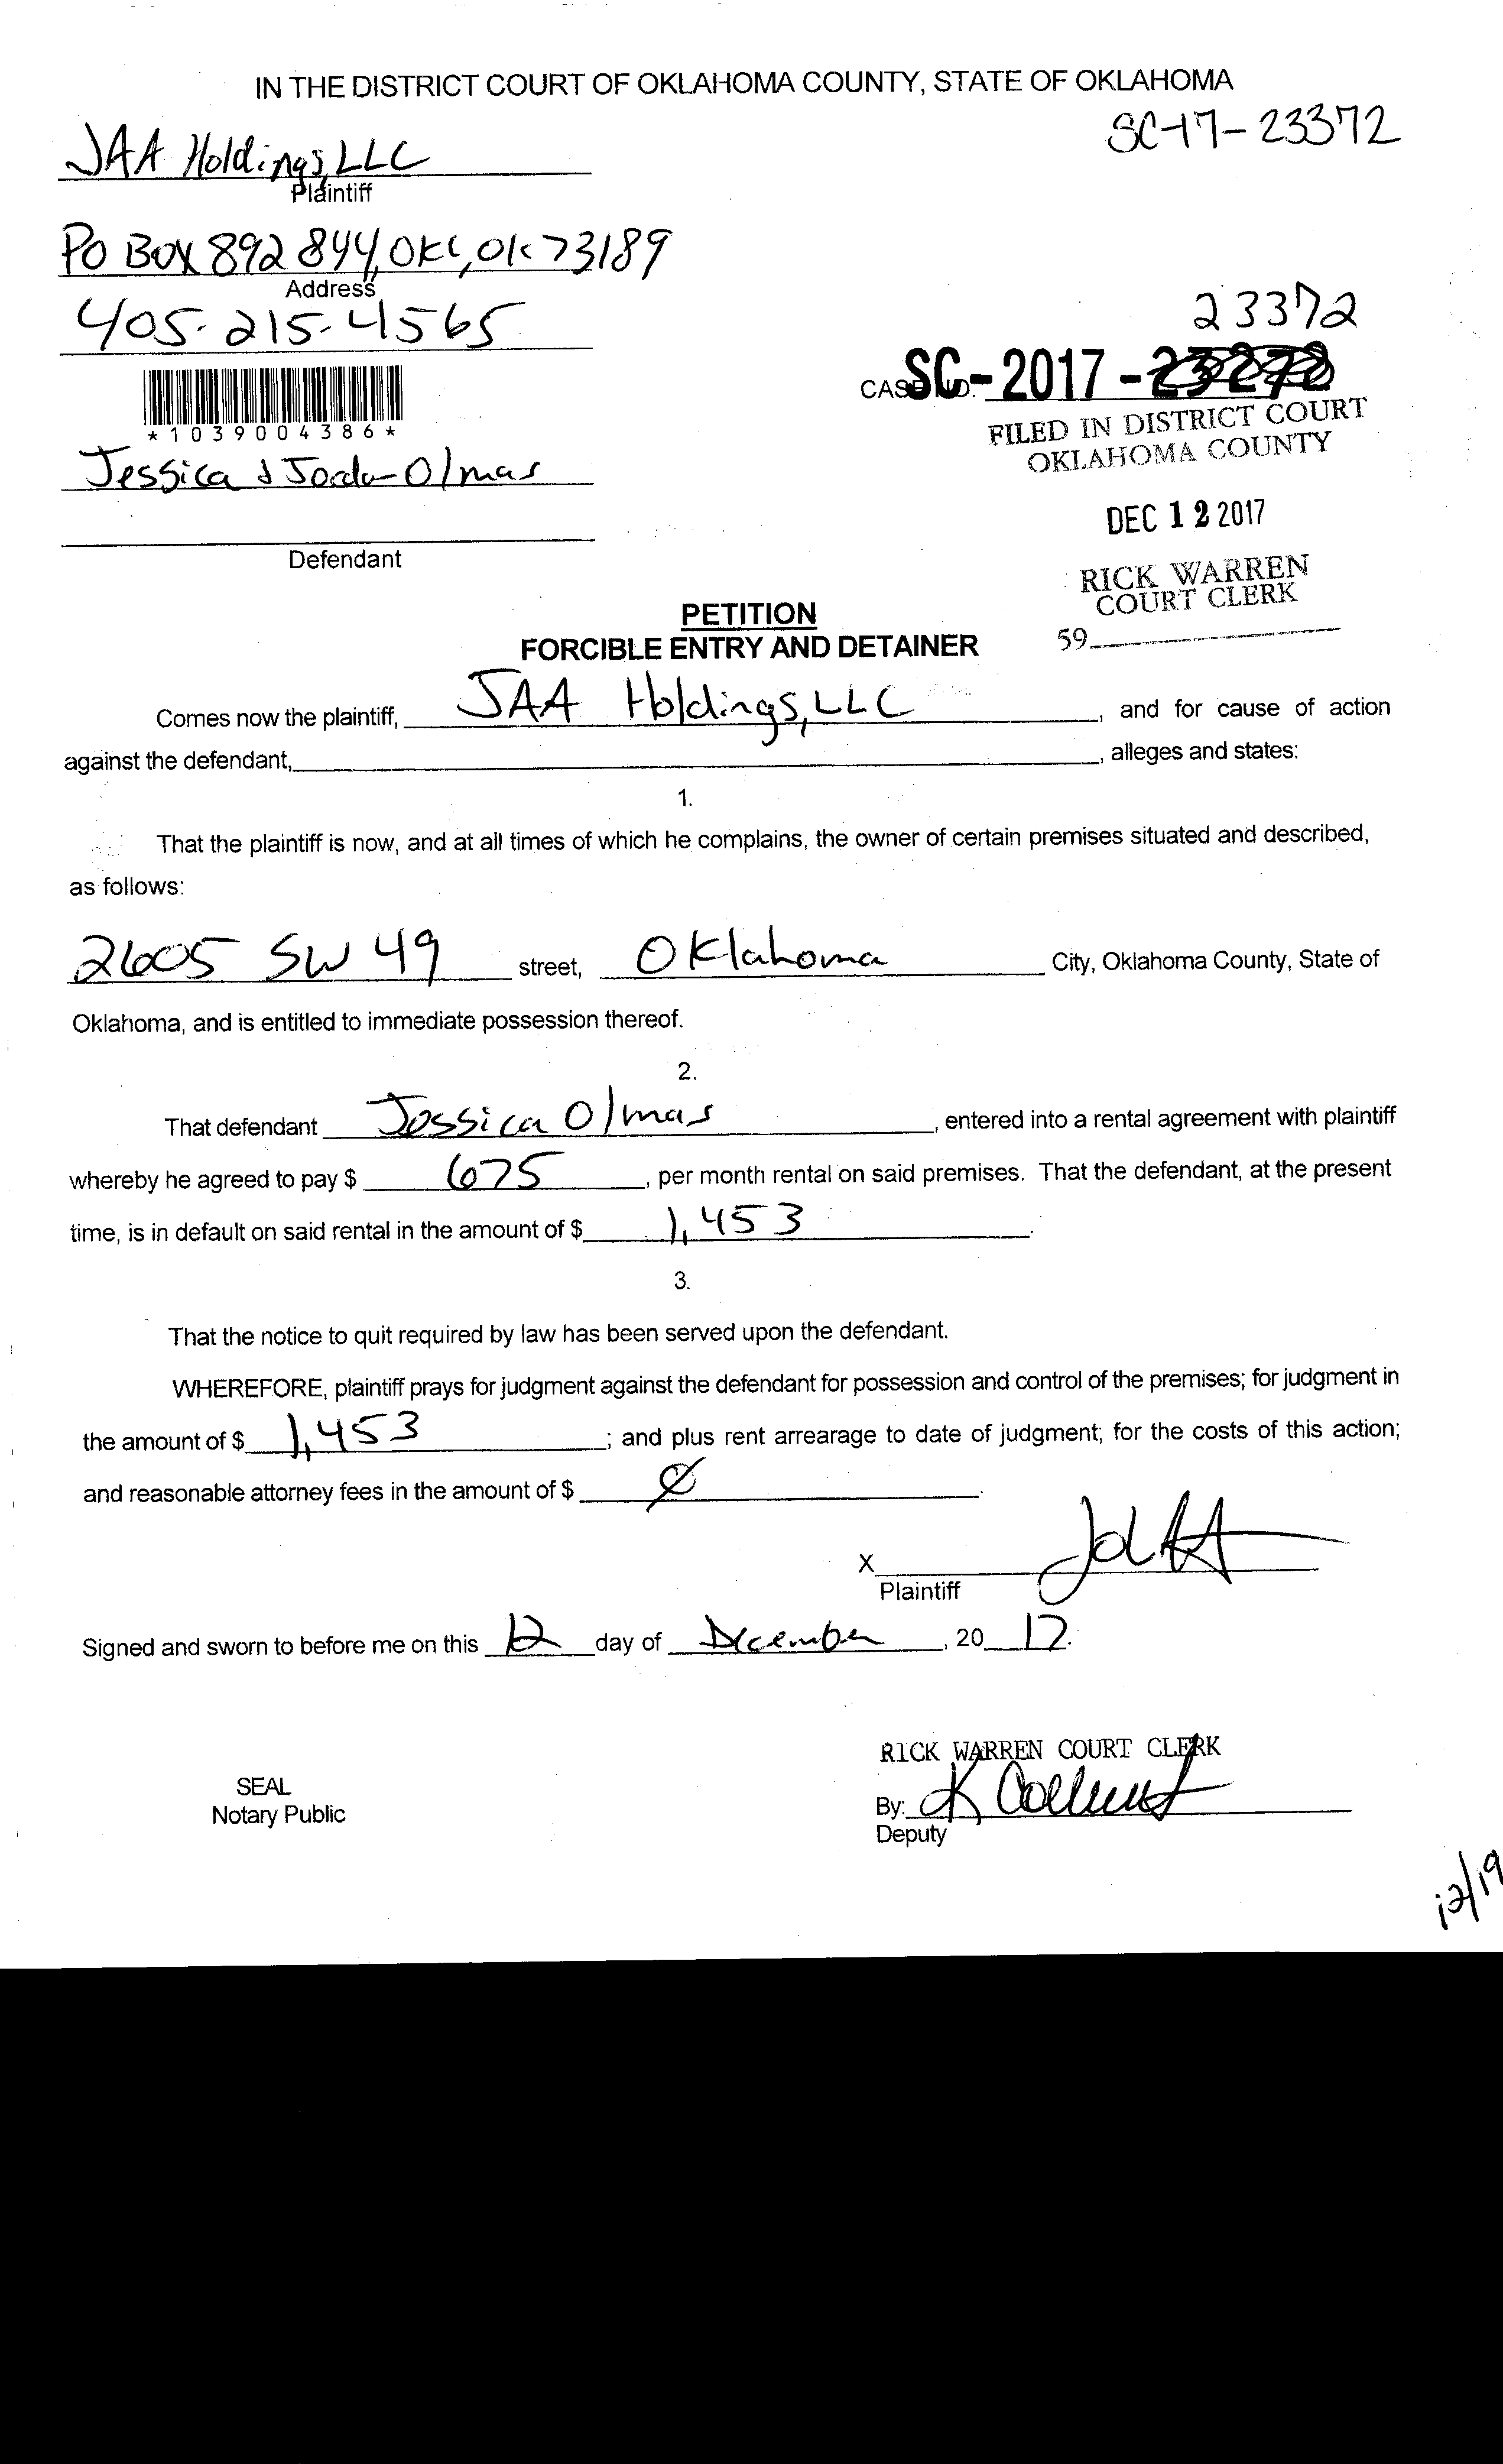 IN THE DISTRICT COURT OF OKLAHOMA COUNTY, STATE OF OKLAHOMA
SC-17-23372
JAA Holdings, LLC
Plaintiff
PO BOX 892844, OKC, OK 73189
Address
405-215-4565
23372
CASE NO. SC-2017-
FILED IN DISTRICT COURT
OKLAHOMA COUNTY
*1039004386*
Jessica & Olmas
DEC 12 2017
Defendant
RICK WARREN
COURT CLERK
PETITION
FORCIBLE ENTRY AND DETAINER
59
Comes now the plaintiff, JAA Holdings, LLC, and for cause of action
against the defendant, , alleges and states:
1.
That the plaintiff is now, and at all times of which he complains, the owner of certain premises situated and described,
as follows:
2605 SW 49 street, Oklahoma City, Oklahoma County, State of
Oklahoma, and is entitled to immediate possession thereof.
2.
That defendant Jessica Olmas, entered into a rental agreement with plaintiff
whereby he agreed to pay $ 675, per month rental on said premises. That the defendant, at the present
time, is in default on said rental in the amount of $ 1,453.
3.
That the notice to quit required by law has been served upon the defendant.
WHEREFORE, plaintiff prays for judgment against the defendant for possession and control of the premises; for judgment in
the amount of $ 1,453; and plus rent arrearage to date of judgment; for the costs of this action;
and reasonable attorney fees in the amount of $ Ø.
X
Plaintiff
Signed and sworn to before me on this 12 day of December, 2017.
RICK WARREN COURT CLERK
SEAL
Notary Public
By:
Deputy
12/19